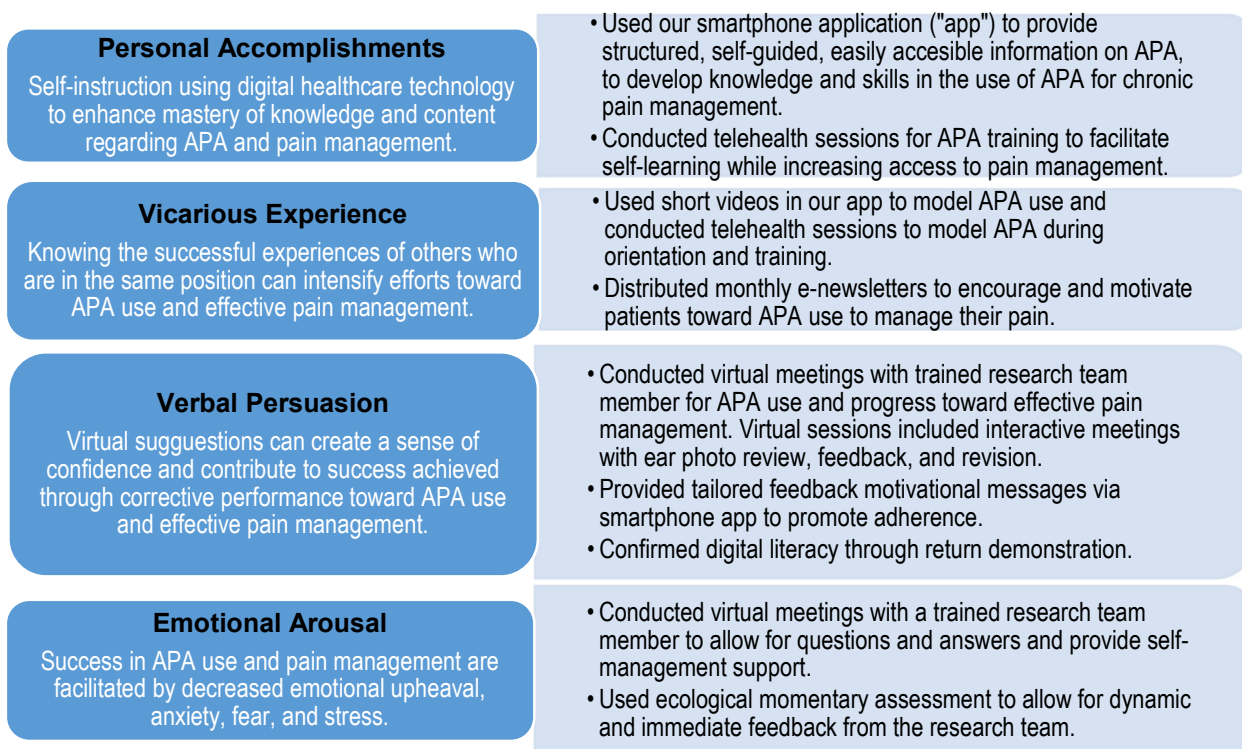 Personal Accomplishments
Self-instruction using digital healthcare technology
to enhance mastery of knowledge and content
regarding APA and pain management.
• Used our smartphone application ("app") to provide
structured, self-guided, easily accesible information on APA,
to develop knowledge and skills in the use of APA for chronic
pain management.
• Conducted telehealth sessions for APA training to facilitate
self-learning while increasing access to pain management.
Vicarious Experience
Knowing the successful experiences of others who
are in the same position can intensify efforts toward
APA use and effective pain management.
• Used short videos in our app to model APA use and
conducted telehealth sessions to model APA during
orientation and training.
• Distributed monthly e-newsletters to encourage and motivate
patients toward APA use to manage their pain.
Verbal Persuasion
Virtual sugguestions can create a sense of
confidence and contribute to success achieved
through corrective performance toward APA use
and effective pain management.
• Conducted virtual meetings with trained research team
member for APA use and progress toward effective pain
management. Virtual sessions included interactive meetings
with ear photo review, feedback, and revision.
• Provided tailored feedback motivational messages via
smartphone app to promote adherence.
• Confirmed digital literacy through return demonstration.
Emotional Arousal
Success in APA use and pain management are
facilitated by decreased emotional upheaval,
anxiety, fear, and stress.
• Conducted virtual meetings with a trained research team
member to allow for questions and answers and provide self-
management support.
• Used ecological momentary assessment to allow for dynamic
and immediate feedback from the research team.